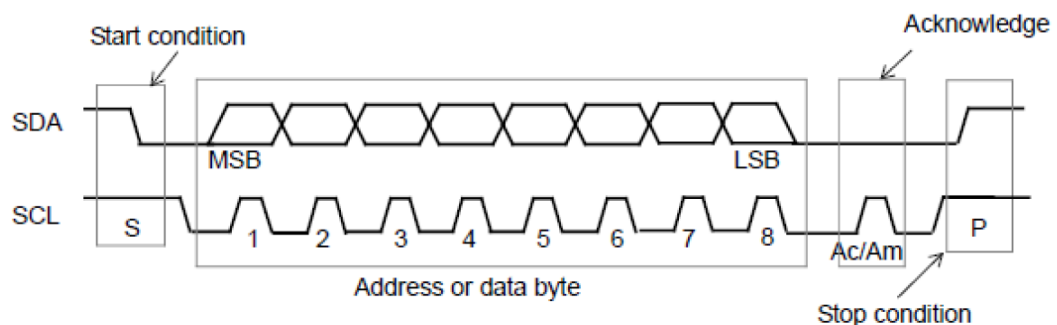 Start condition
Acknowledge
SDA
MSB
LSB
SCL
S
1 2 3 4 5 6 7 8
Ac/Am
P
Address or data byte
Stop condition